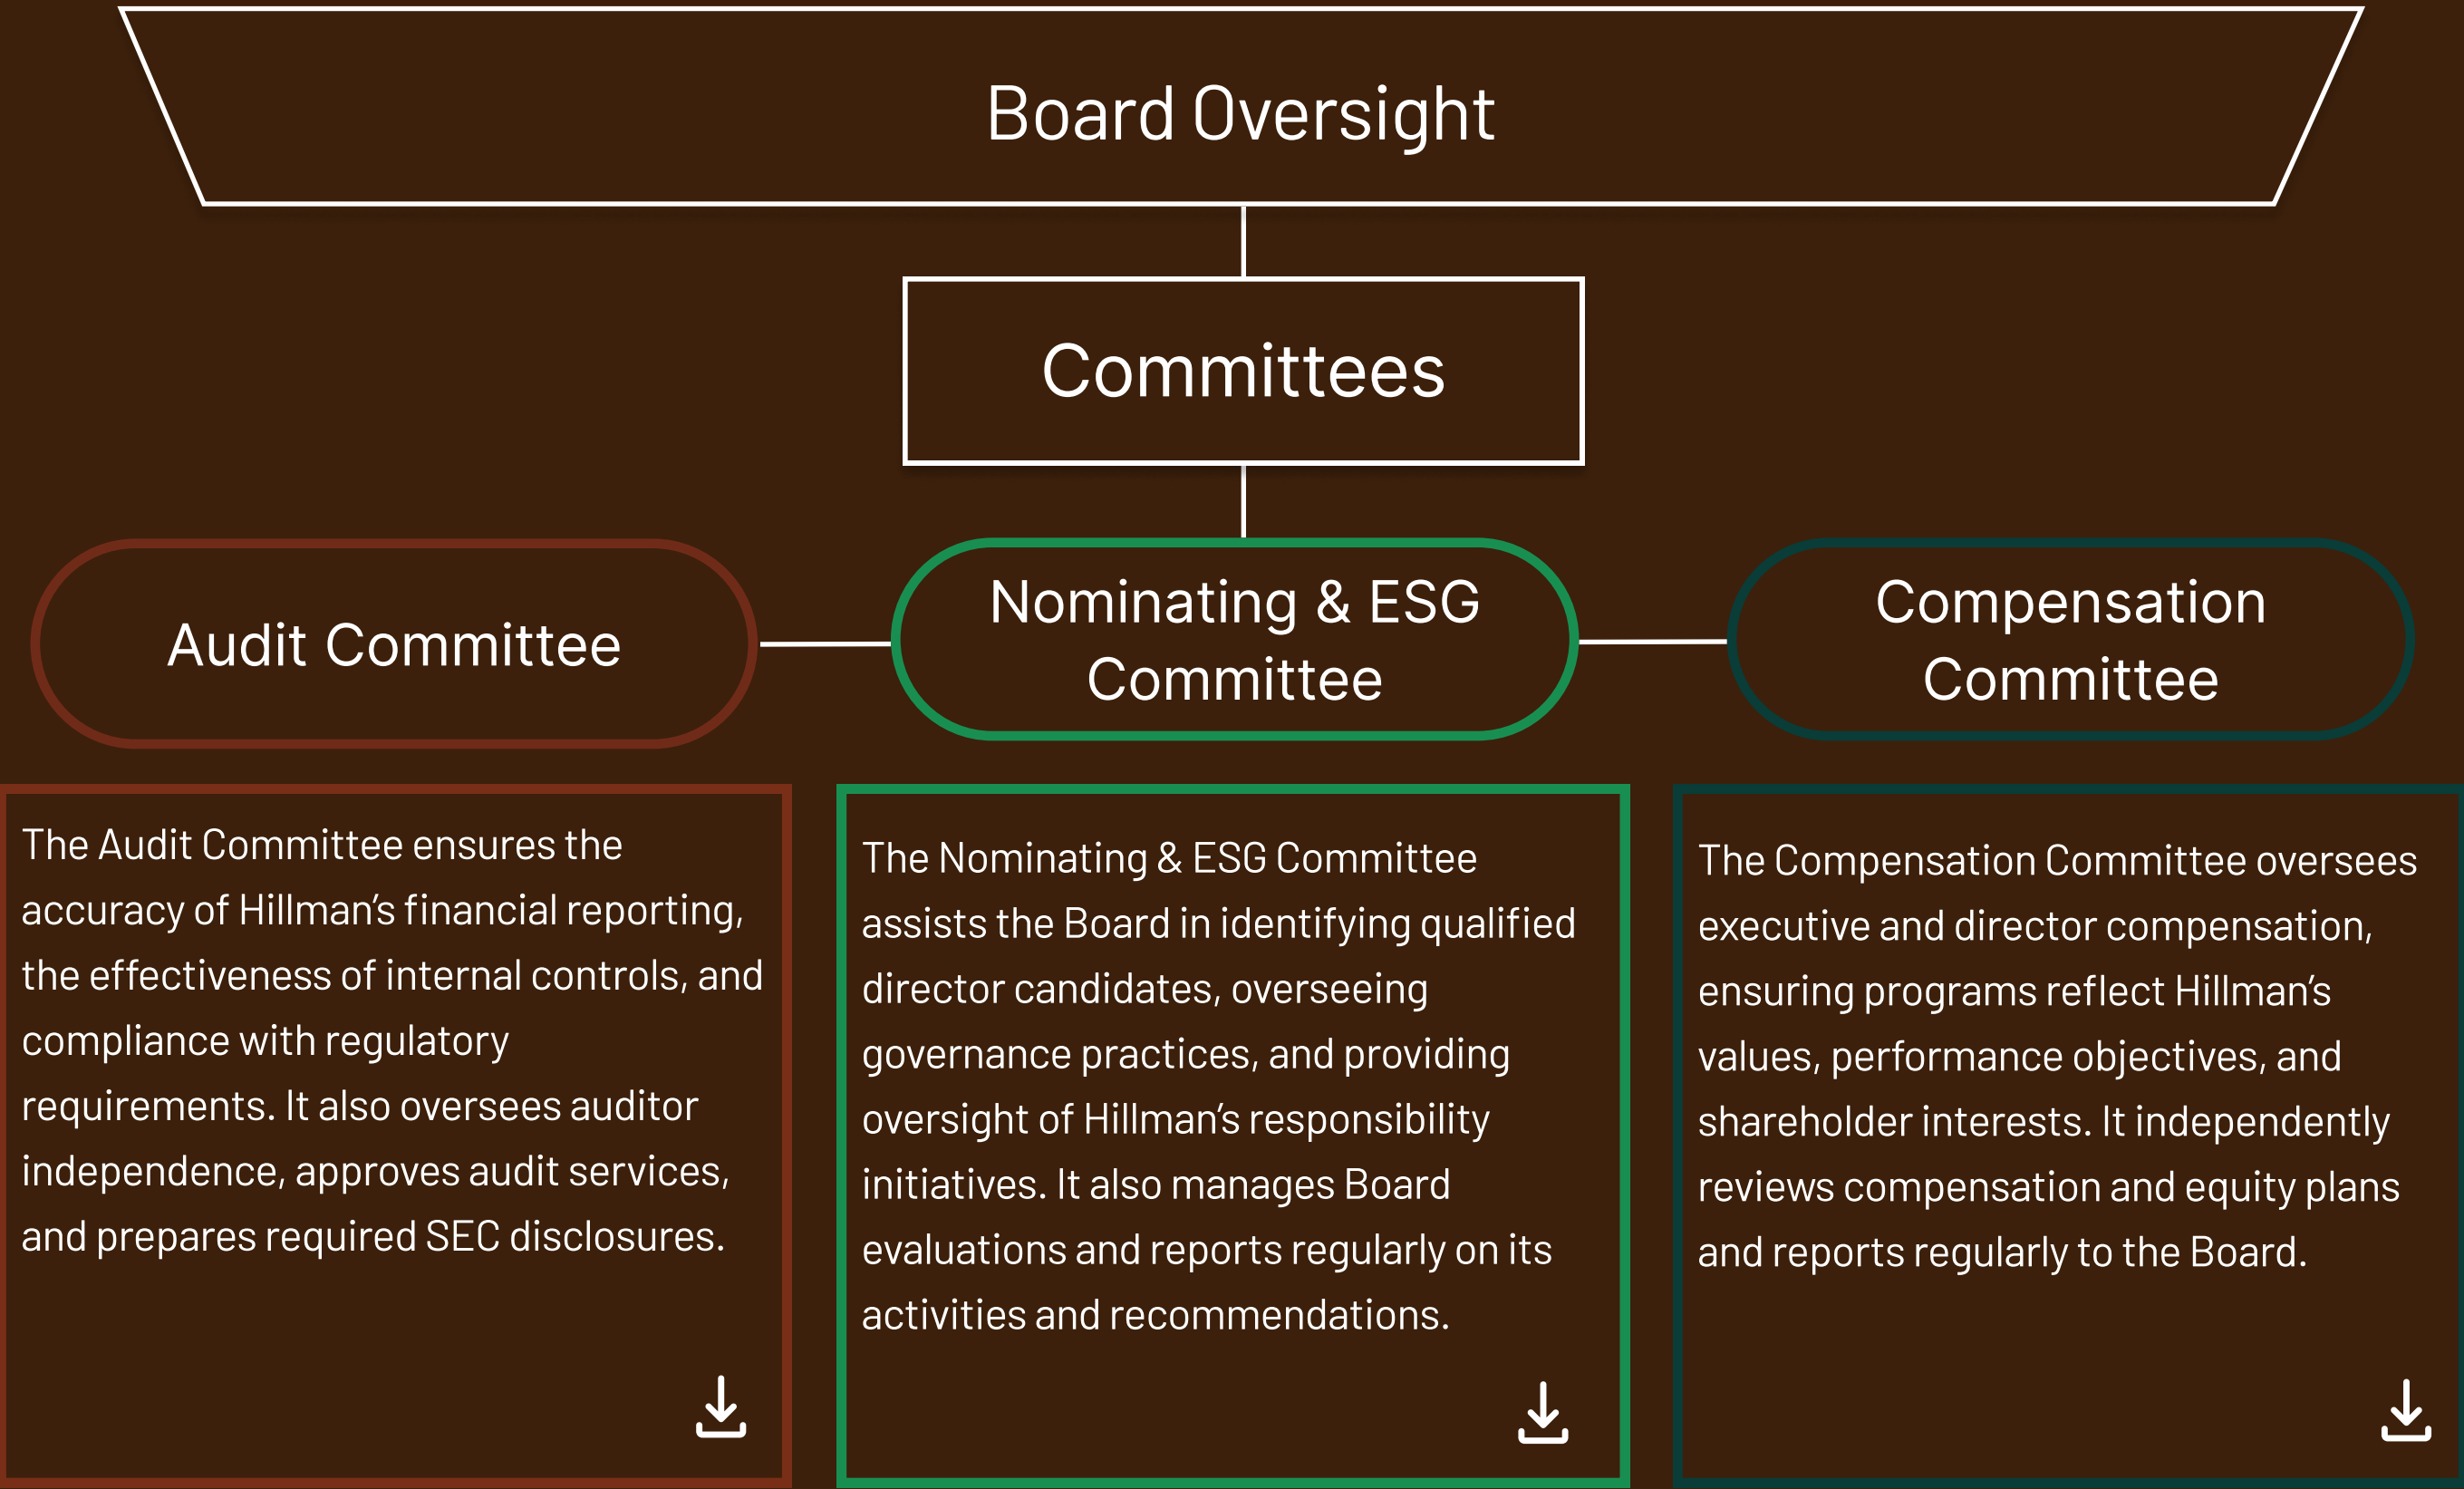 Board Oversight
Committees
Audit Committee
Nominating & ESG
Committee
Compensation
Committee
The Audit Committee ensures the
accuracy of Hillman’s financial reporting,
the effectiveness of internal controls, and
compliance with regulatory
requirements. It also oversees auditor
independence, approves audit services,
and prepares required SEC disclosures.
The Nominating & ESG Committee
assists the Board in identifying qualified
director candidates, overseeing
governance practices, and providing
oversight of Hillman’s responsibility
initiatives. It also manages Board
evaluations and reports regularly on its
activities and recommendations.
The Compensation Committee oversees
executive and director compensation,
ensuring programs reflect Hillman’s
values, performance objectives, and
shareholder interests. It independently
reviews compensation and equity plans
and reports regularly to the Board.